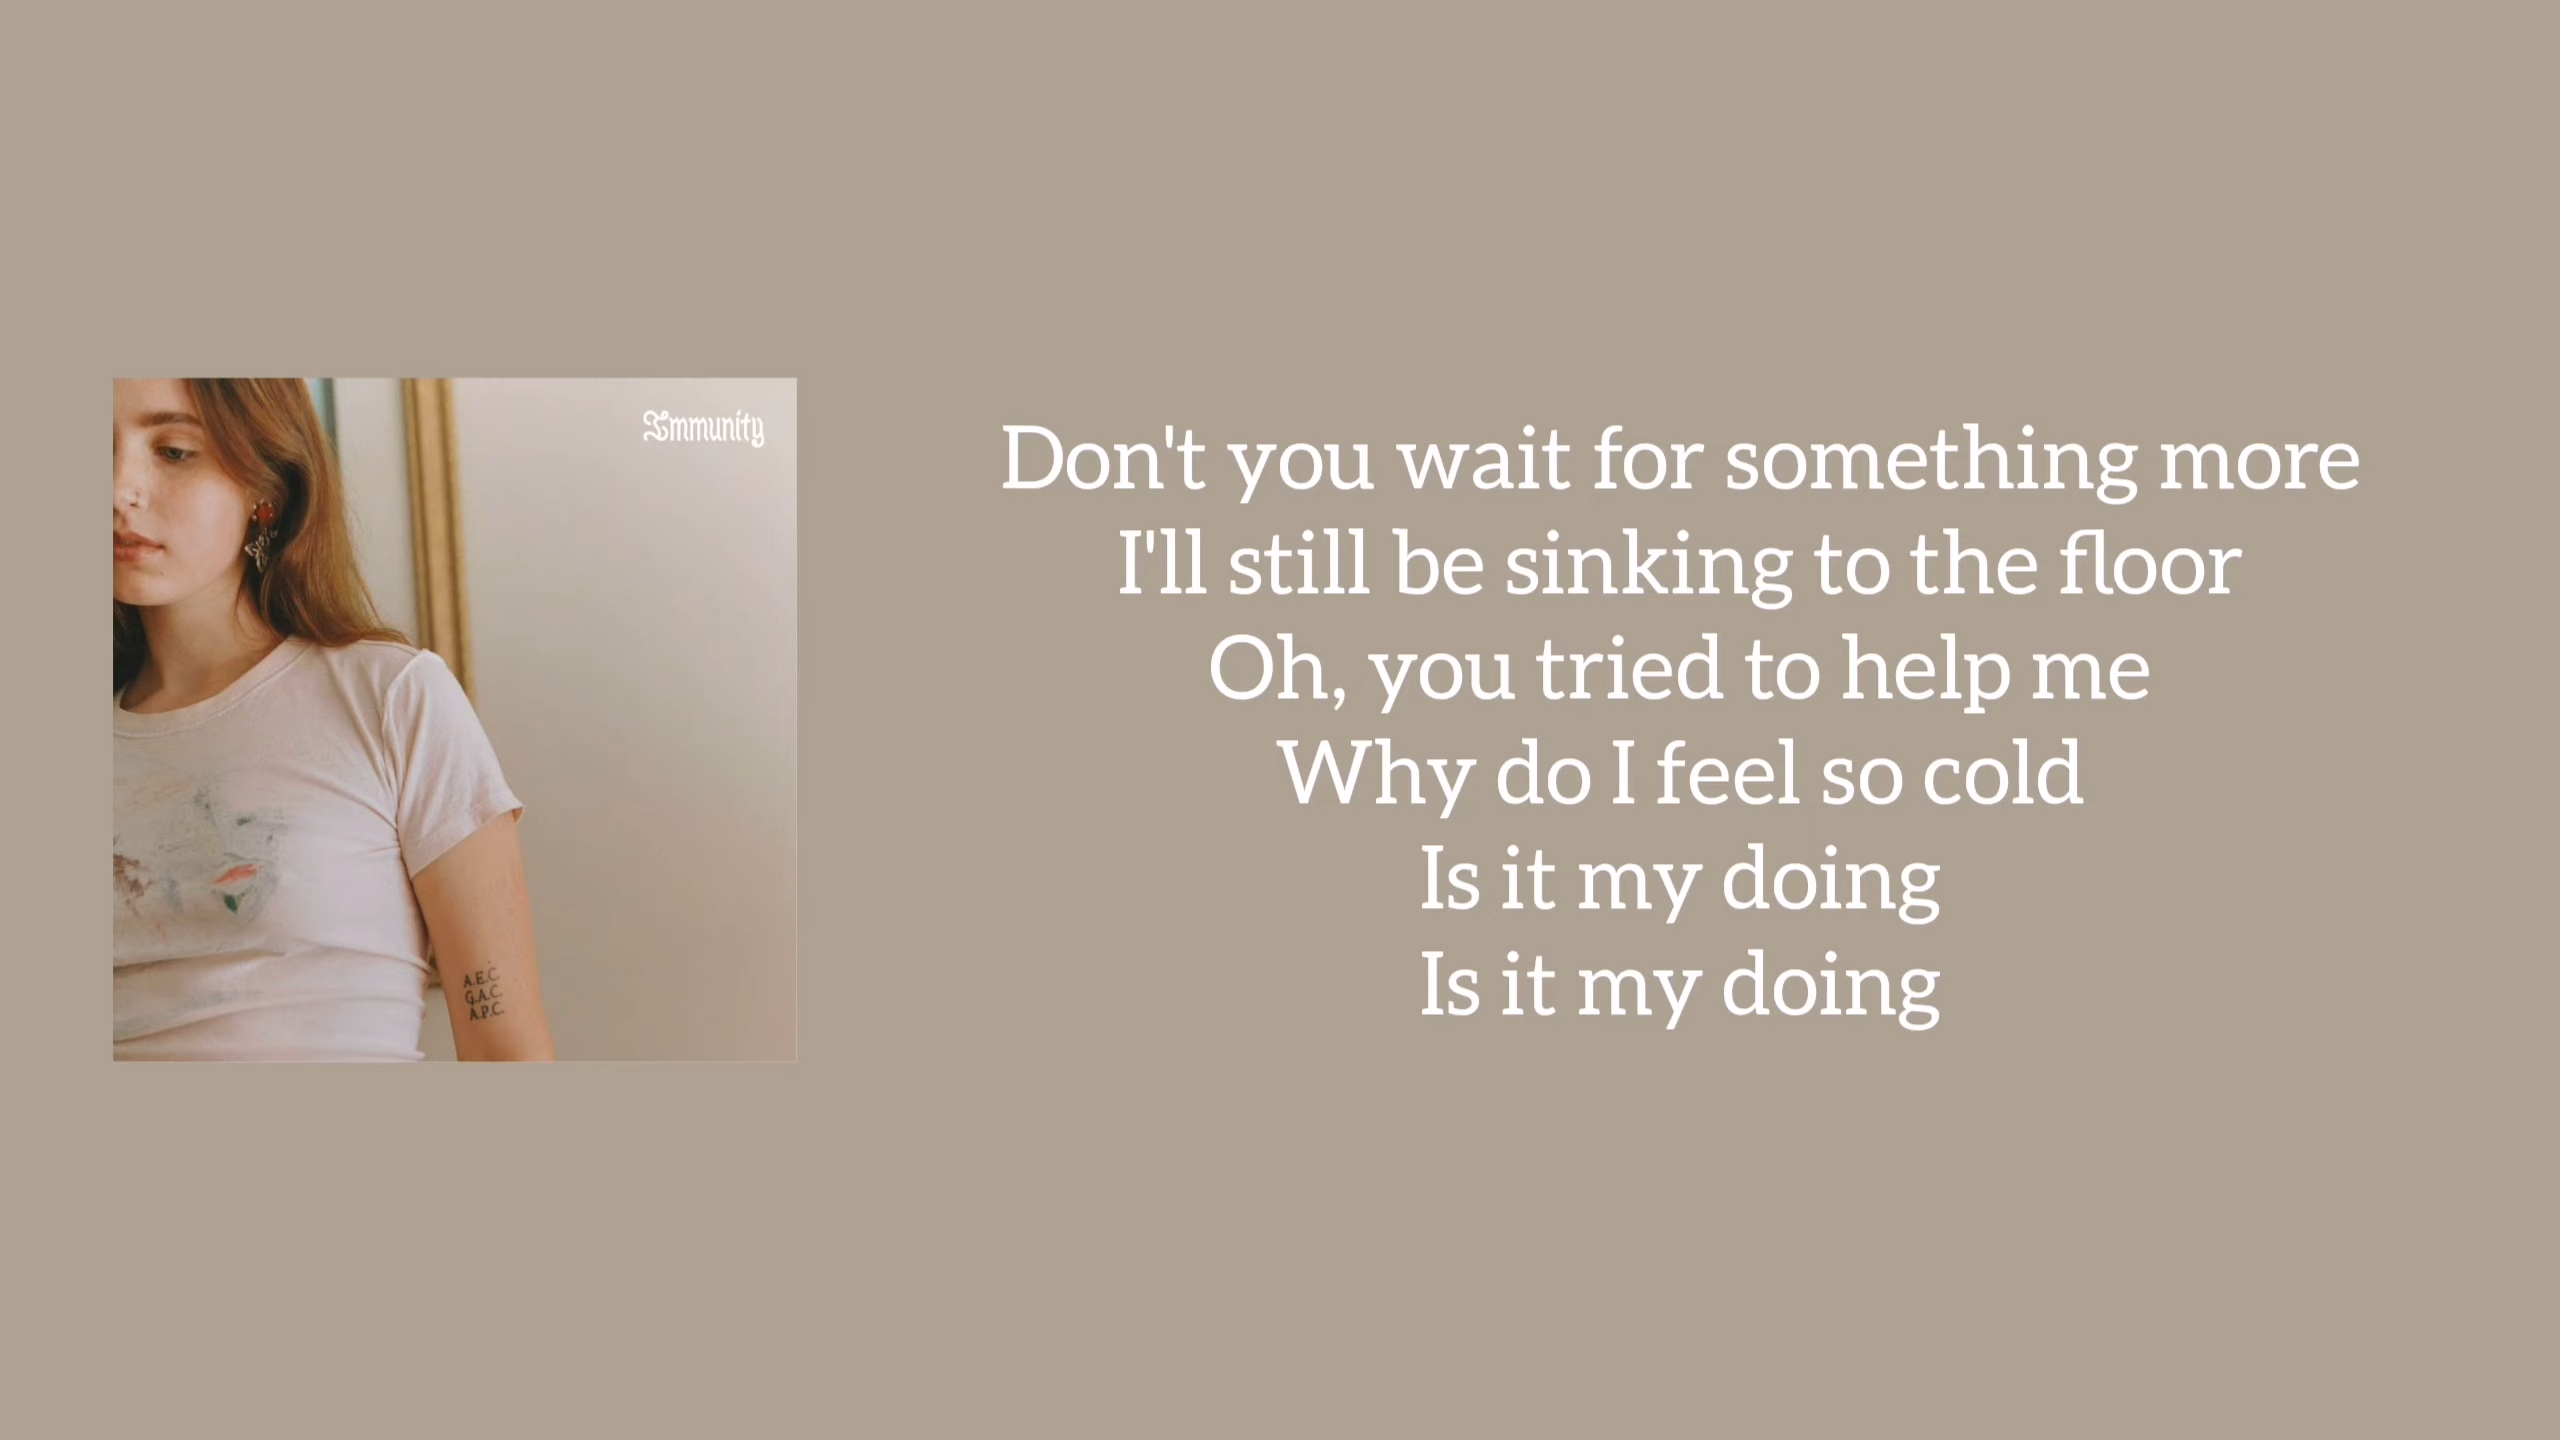 Immunity
A.E.C.
G.A.C.
A.P.C.
Don't you wait for something more
I'll still be sinking to the floor
Oh, you tried to help me
Why do I feel so cold
Is it my doing
Is it my doing